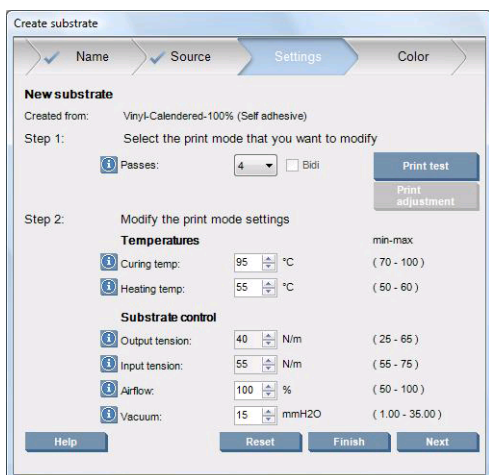 Create substrate
Name Source Settings Color
New substrate
Created from: Vinyl-Calendered-100% (Self adhesive)
Step 1: Select the print mode that you want to modify
Passes: 4 Bidi Print test
Print adjustment
Step 2: Modify the print mode settings
Temperatures min-max
Curing temp: 95 °C ( 70 - 100 )
Heating temp: 55 °C ( 50 - 60 )
Substrate control
Output tension: 40 N/m ( 25 - 65 )
Input tension: 55 N/m ( 55 - 75 )
Airflow: 100 % ( 50 - 100 )
Vacuum: 15 mmH2O ( 1.00 - 35.00 )
Help Reset Finish Next